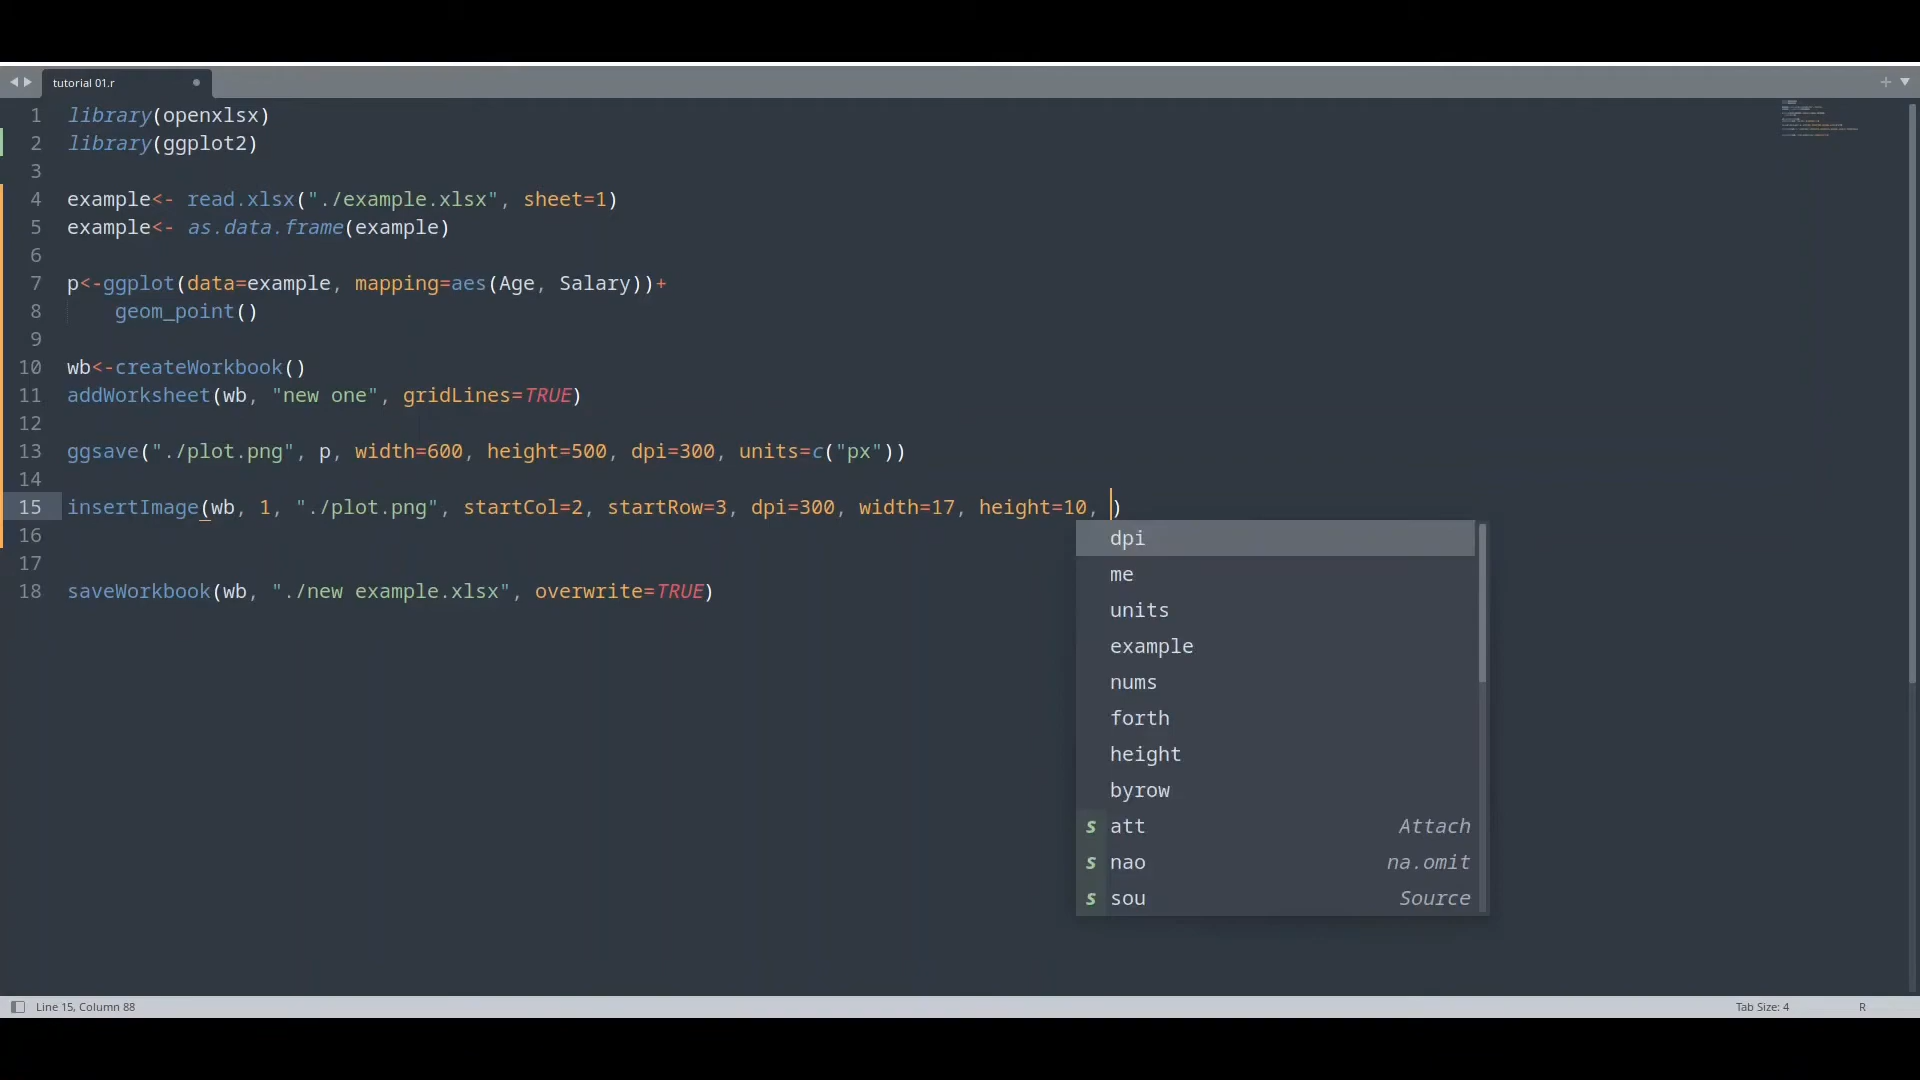 tutorial 01.r
1 library(openxlsx)
2 library(ggplot2)
3
4 example<- read.xlsx("./example.xlsx", sheet=1)
5 example<- as.data.frame(example)
6
7 p<-ggplot(data=example, mapping=aes(Age, Salary))+
8 geom_point()
9
10 wb<-createWorkbook()
11 addWorksheet(wb, "new one", gridLines=TRUE)
12
13 ggsave("./plot.png", p, width=600, height=500, dpi=300, units=c("px"))
14
15 insertImage(wb, 1, "./plot.png", startCol=2, startRow=3, dpi=300, width=17, height=10, )
16
17
18 saveWorkbook(wb, "./new example.xlsx", overwrite=TRUE)
dpi
me
units
example
nums
forth
height
byrow
s att Attach
s nao na.omit
s sou Source
Line 15, Column 88
Tab Size: 4
R